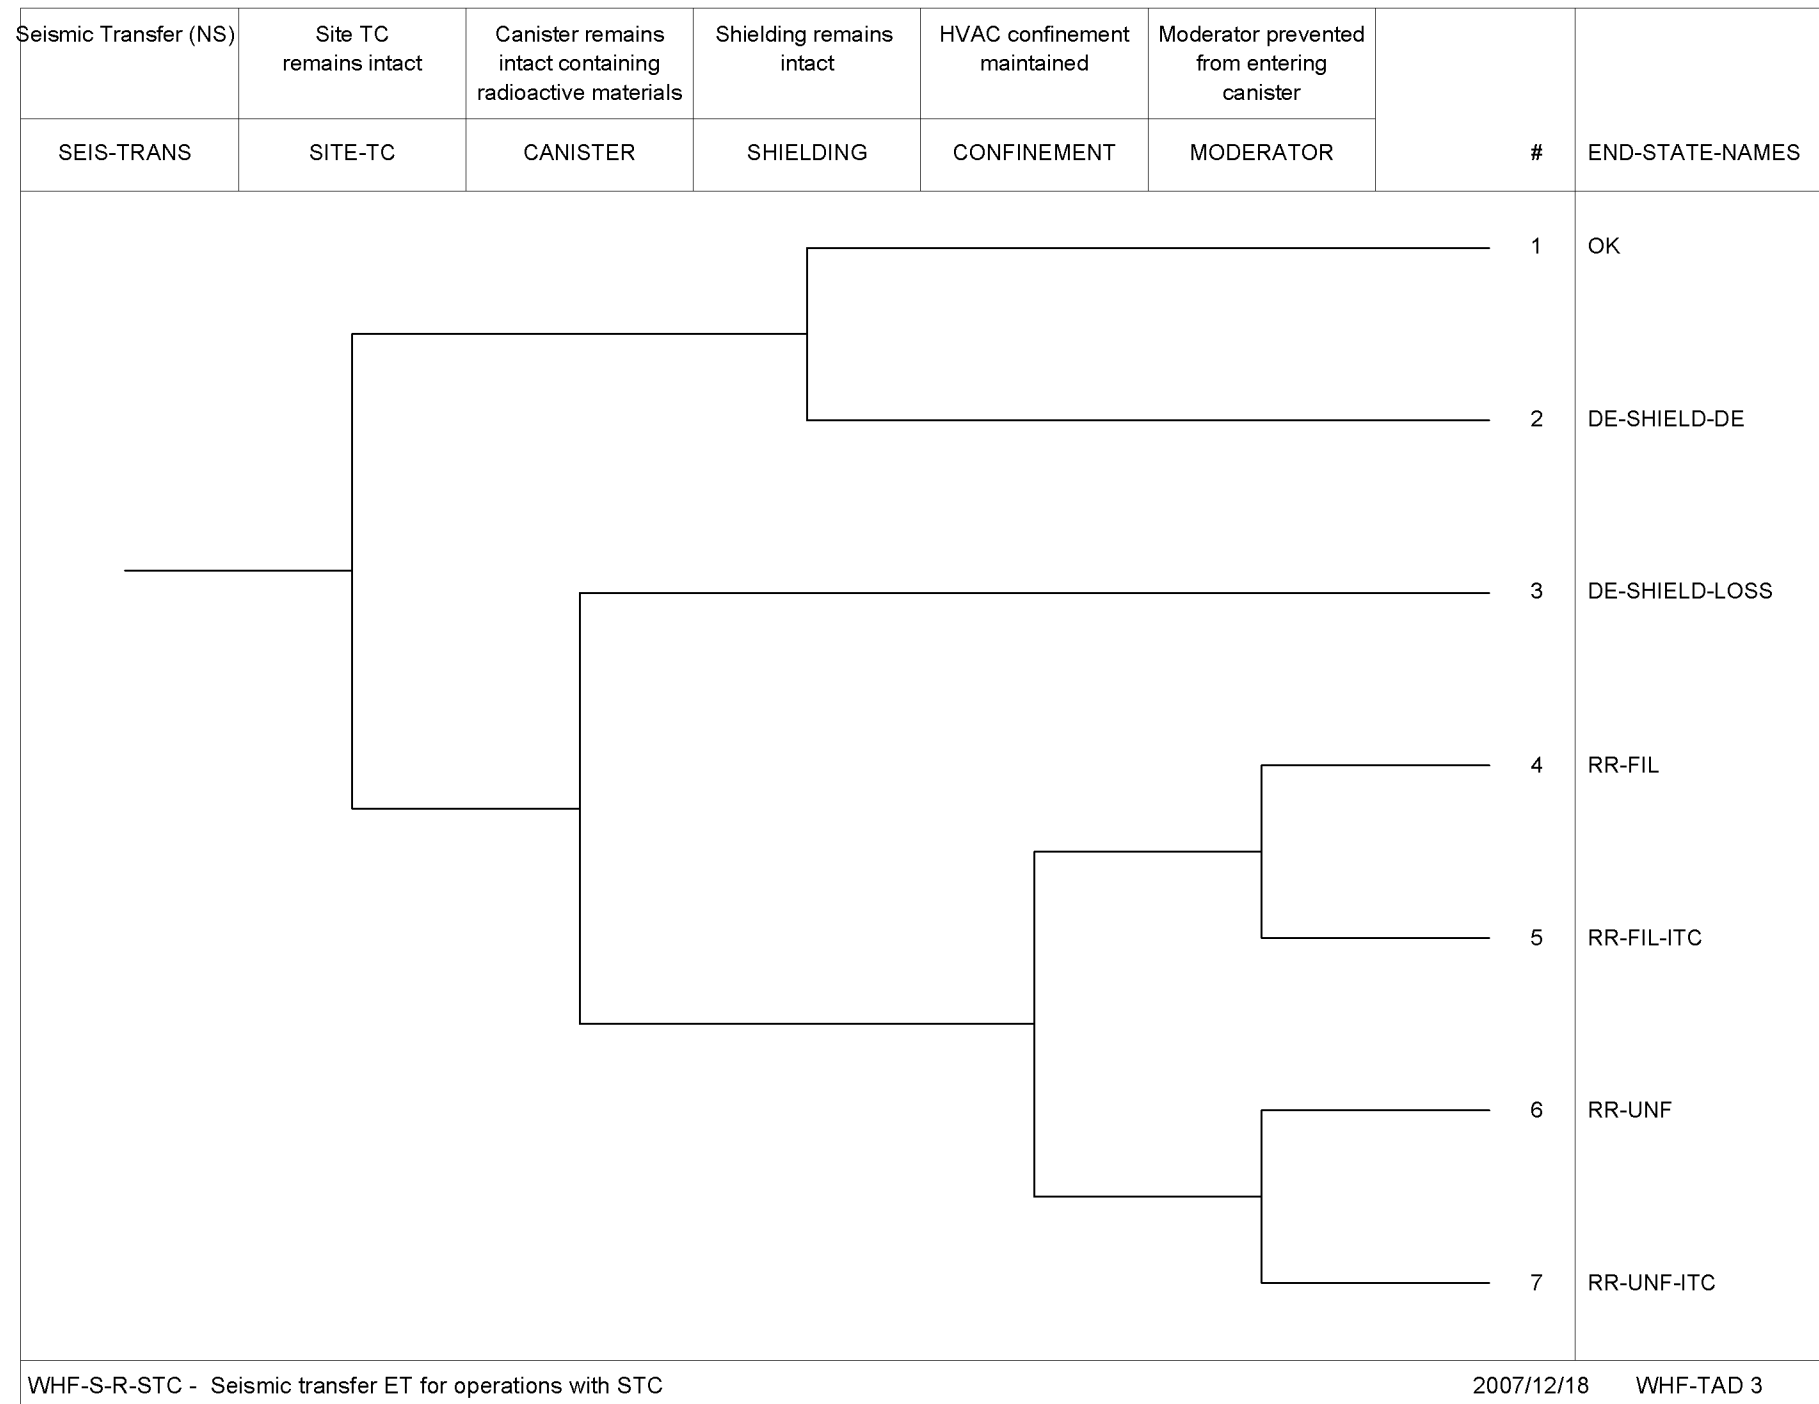 Seismic Transfer (NS)
Site TC
remains intact
Canister remains
intact containing
radioactive materials
Shielding remains
intact
HVAC confinement
maintained
Moderator prevented
from entering
canister
SEIS-TRANS
SITE-TC
CANISTER
SHIELDING
CONFINEMENT
MODERATOR
#
END-STATE-NAMES
1 OK
2 DE-SHIELD-DE
3 DE-SHIELD-LOSS
4 RR-FIL
5 RR-FIL-ITC
6 RR-UNF
7 RR-UNF-ITC
WHF-S-R-STC - Seismic transfer ET for operations with STC
2007/12/18 WHF-TAD 3